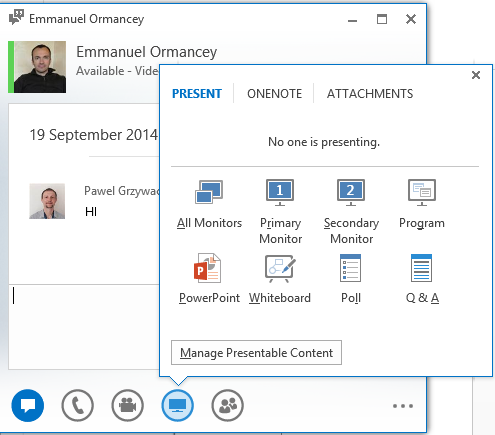 Emmanuel Ormancey
Emmanuel Ormancey
Available - Vide
PRESENT ONENOTE ATTACHMENTS
No one is presenting.
19 September 2014
Pawel Grzywac
HI
All Monitors
Primary
Monitor
Secondary
Monitor
Program
1
2
PowerPoint
Whiteboard
Poll
Q & A
Manage Presentable Content